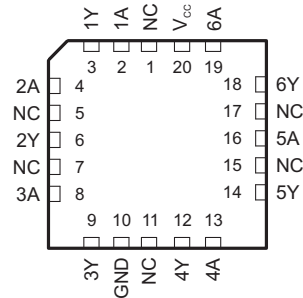 1Y 1A NC Vcc 6A
3 2 1 20 19
2A 4 18 6Y
NC 5 17 NC
2Y 6 16 5A
NC 7 15 NC
3A 8 14 5Y
9 10 11 12 13
3Y GND NC 4Y 4A